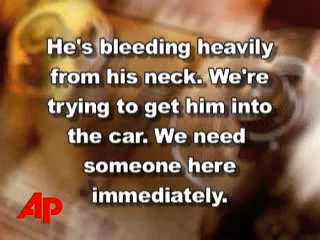 He's bleeding heavily
from his neck. We're
trying to get him into
the car. We need
someone here
immediately.
AP